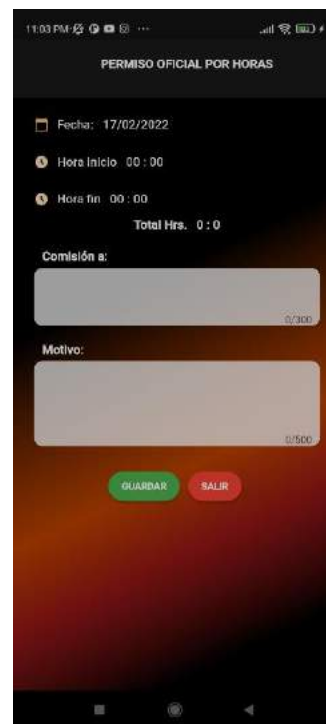 11:03 PM
PERMISO OFICIAL POR HORAS
Fecha: 17/02/2022
Hora Inicio 00 : 00
Hora fin 00 : 00
Total Hrs. 0 : 0
Comisión a:
0/300
Motivo:
0/500
GUARDAR SALIR